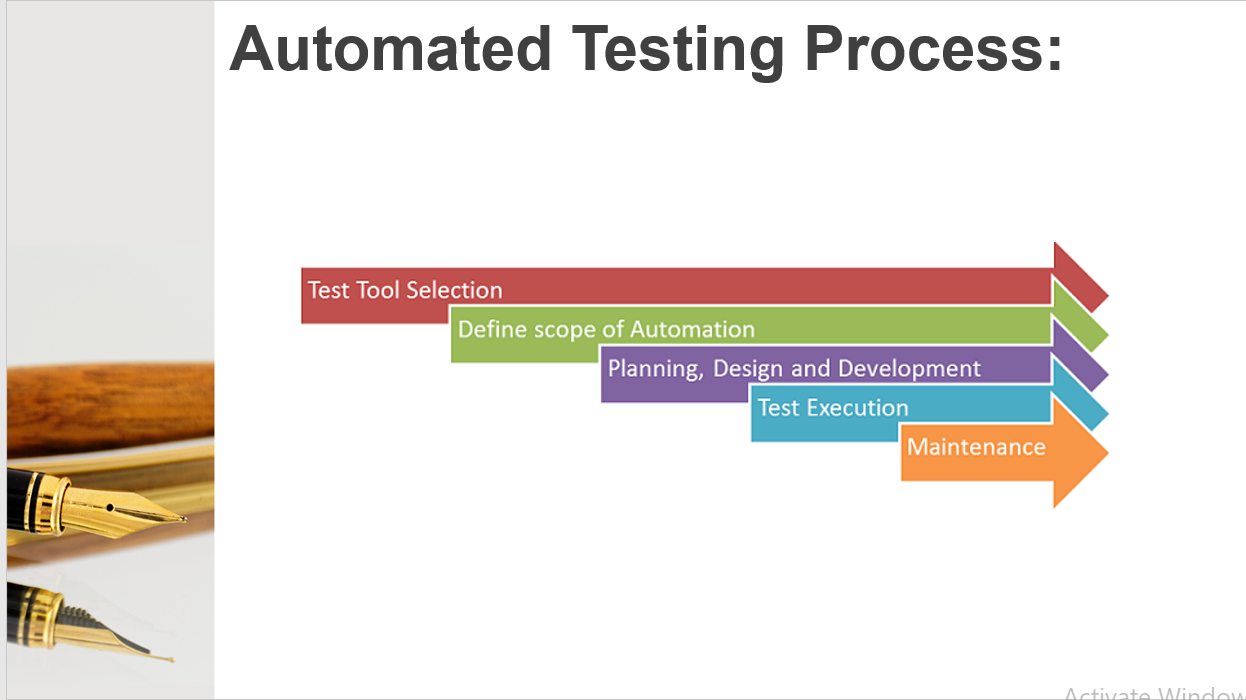 Automated Testing Process:
Test Tool Selection
Define scope of Automation
Planning, Design and Development
Test Execution
Maintenance
Activate Window